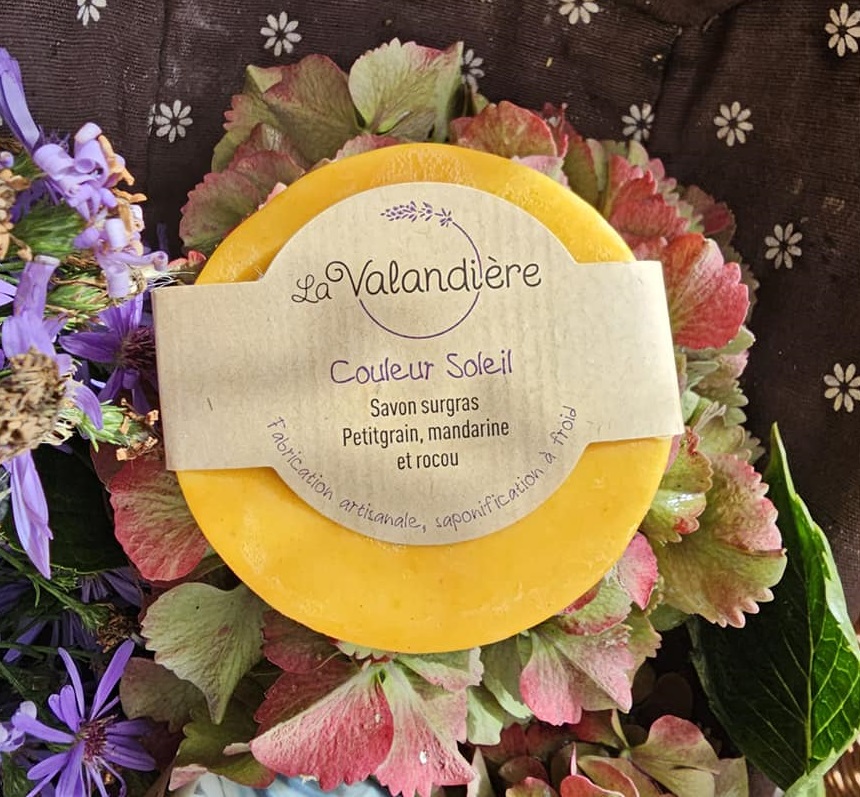 La Valandière
Couleur Soleil
Savon surgras
Petitgrain, mandarine
et rocou
Fabrication artisanale, saponification à froid